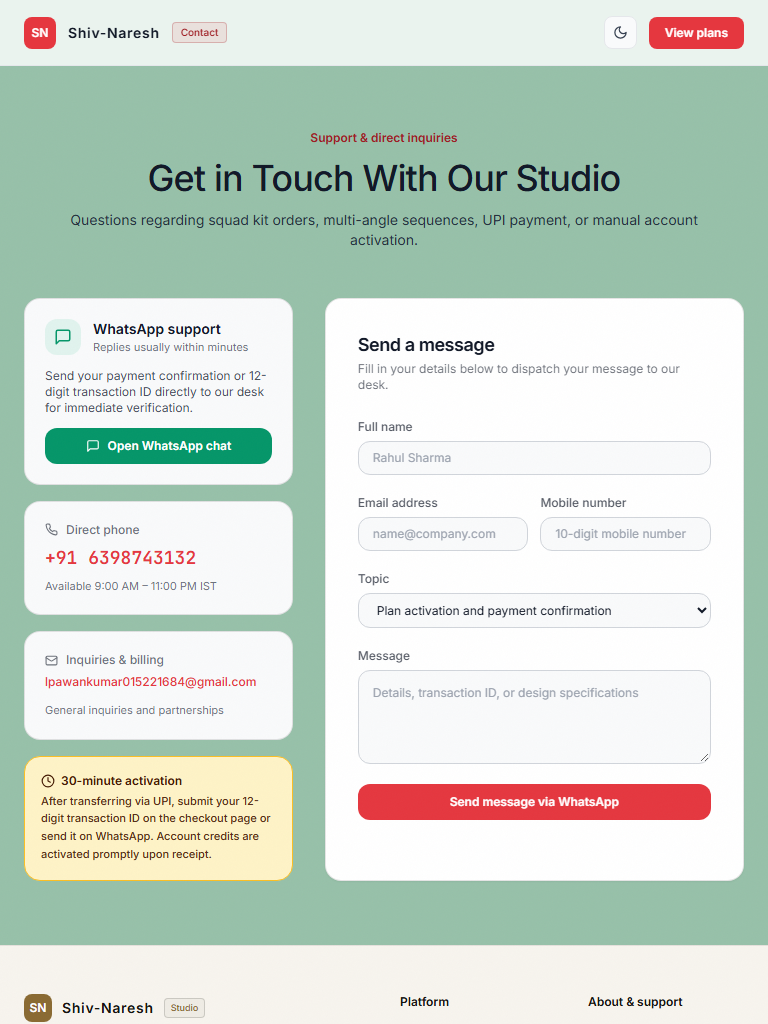 SN Shiv-Naresh Contact View plans
Support & direct inquiries
Get in Touch With Our Studio
Questions regarding squad kit orders, multi-angle sequences, UPI payment, or manual account
activation.
WhatsApp support
Replies usually within minutes
Send your payment confirmation or 12-
digit transaction ID directly to our desk
for immediate verification.
Open WhatsApp chat
Direct phone
+91 6398743132
Available 9:00 AM – 11:00 PM IST
Inquiries & billing
lpawankumar015221684@gmail.com
General inquiries and partnerships
30-minute activation
After transferring via UPI, submit your 12-
digit transaction ID on the checkout page or
send it on WhatsApp. Account credits are
activated promptly upon receipt.
Send a message
Fill in your details below to dispatch your message to our
desk.
Full name
Rahul Sharma
Email address Mobile number
name@company.com 10-digit mobile number
Topic
Plan activation and payment confirmation
Message
Details, transaction ID, or design specifications
Send message via WhatsApp
SN Shiv-Naresh Studio Platform About & support